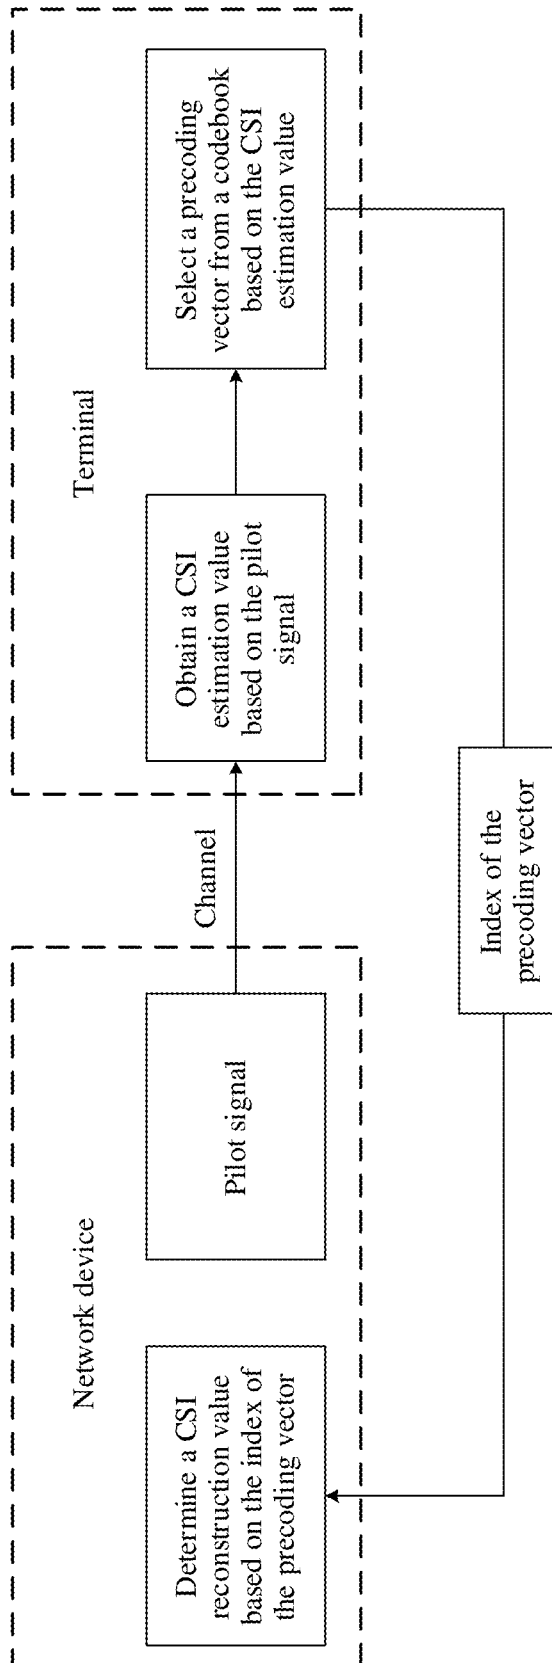 Network device
Determine a CSI
reconstruction value
based on the index of
the precoding vector
Pilot signal
Channel
Terminal
Obtain a CSI
estimation value
based on the pilot
signal
Select a precoding
vector from a codebook
based on the CSI
estimation value
Index of the
precoding vector